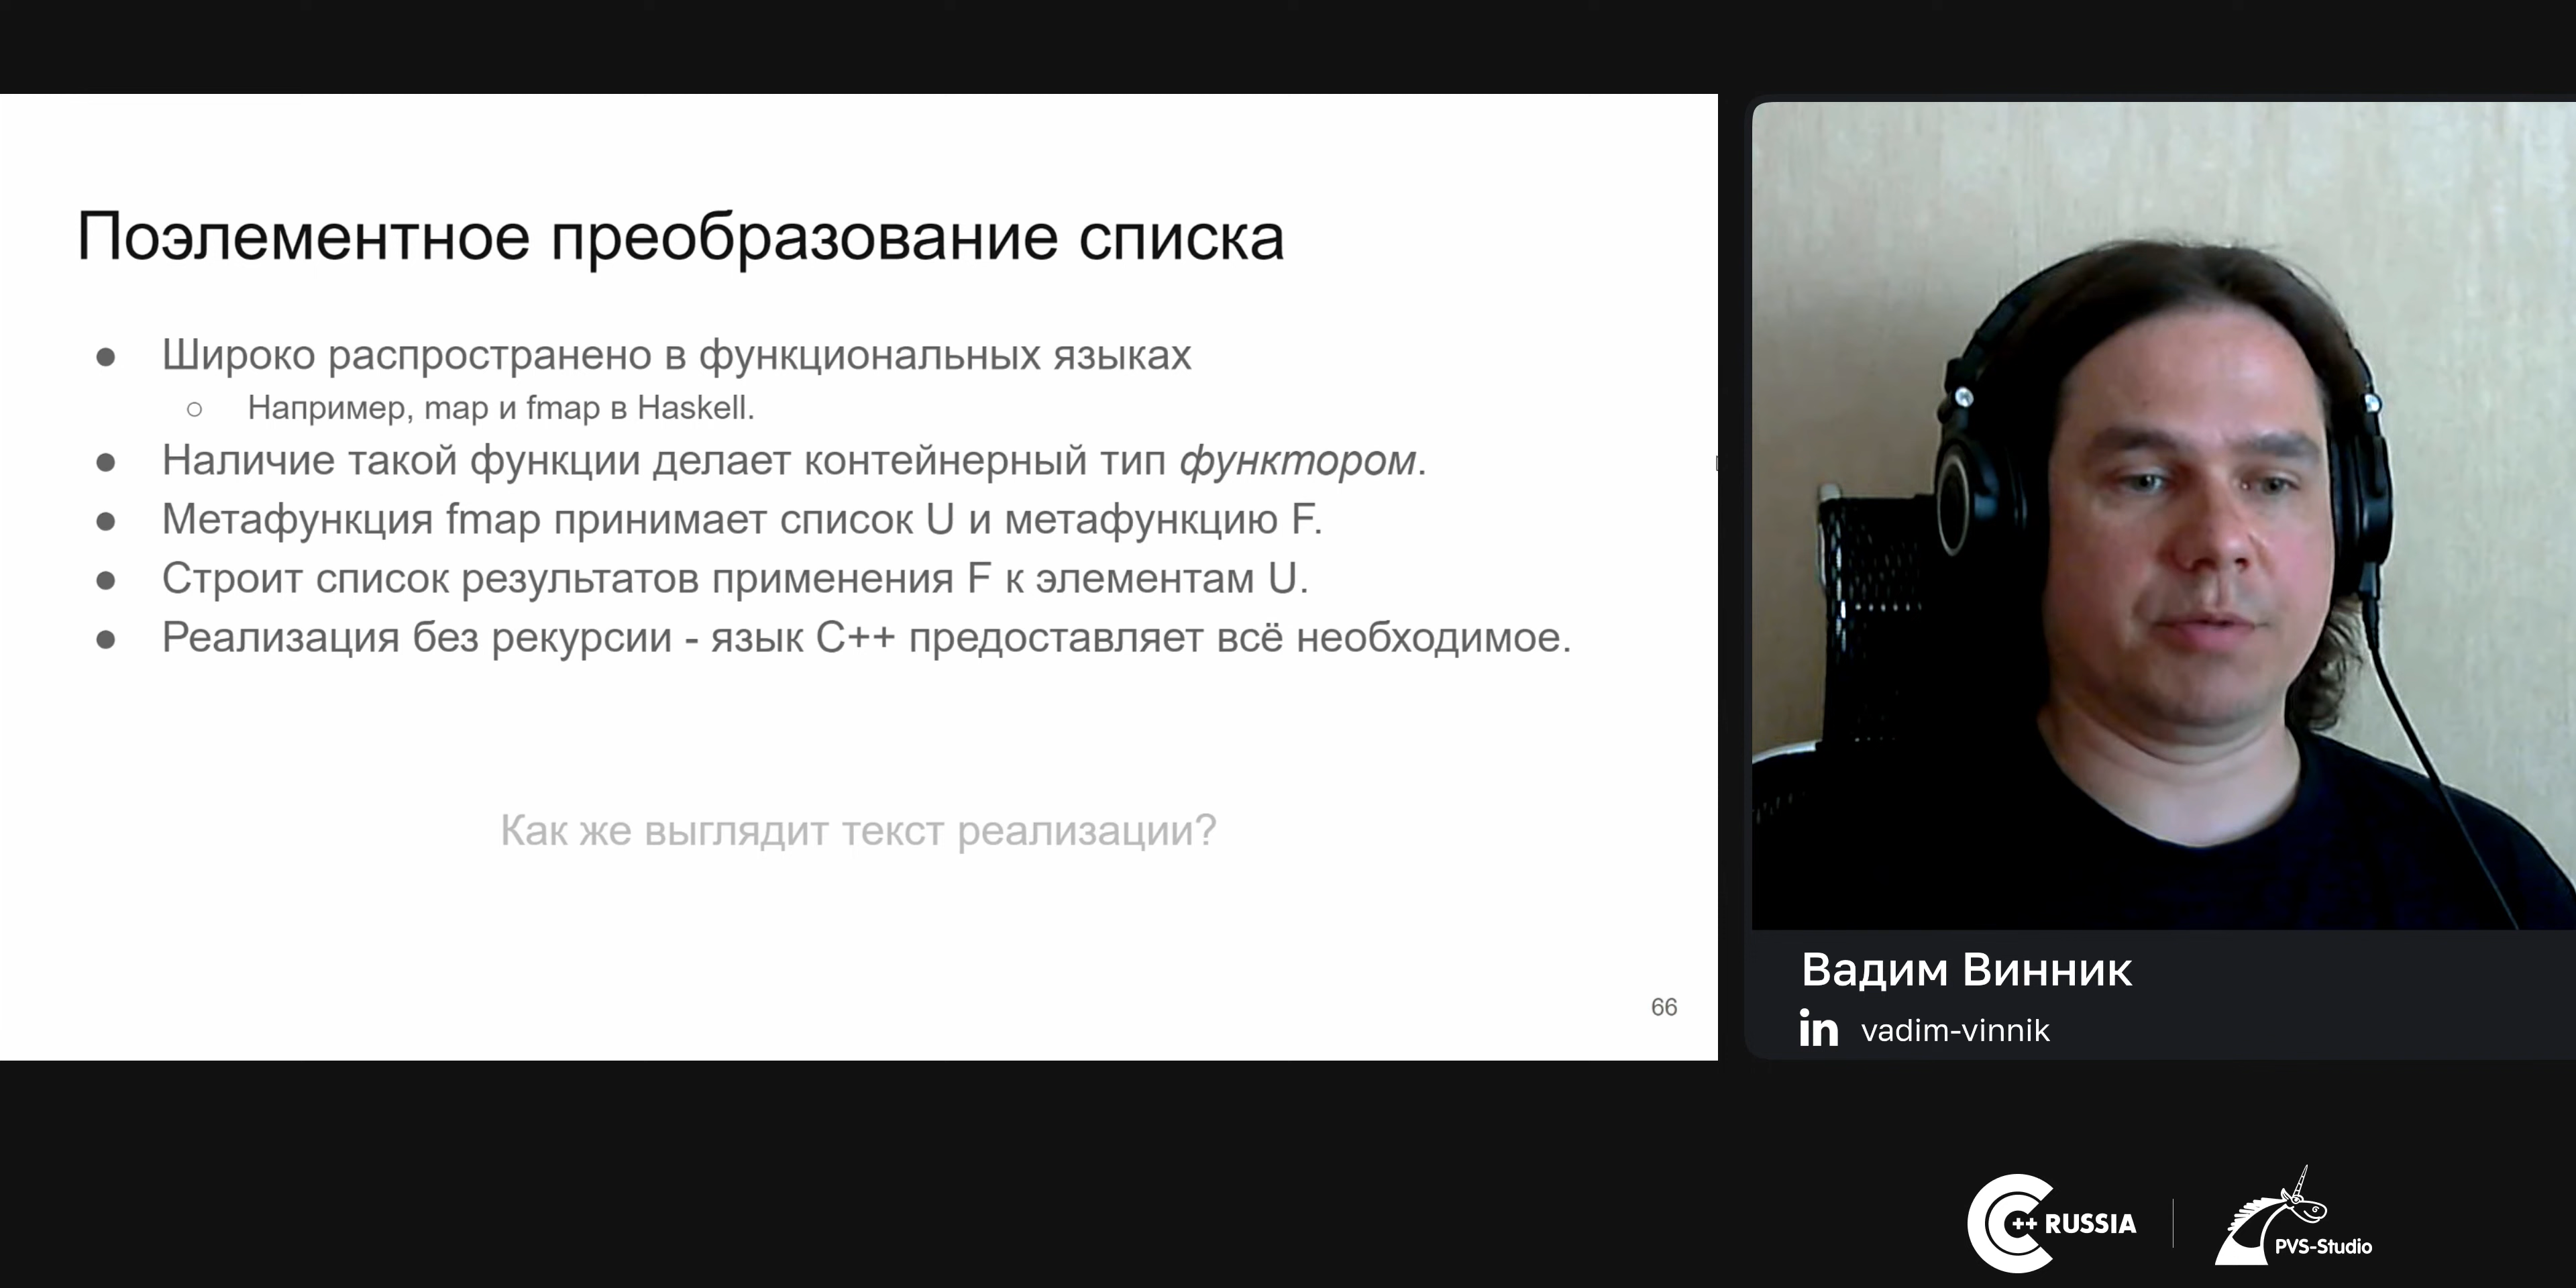 Поэлементное преобразование списка
● Широко распространено в функциональных языках
○ Например, map и fmap в Haskell.
● Наличие такой функции делает контейнерный тип функтором.
● Метафункция fmap принимает список U и метафункцию F.
● Строит список результатов применения F к элементам U.
● Реализация без рекурсии - язык C++ предоставляет всё необходимое.
Как же выглядит текст реализации?
66
Вадим Винник
in vadim-vinnik
C++ RUSSIA
PVS-Studio